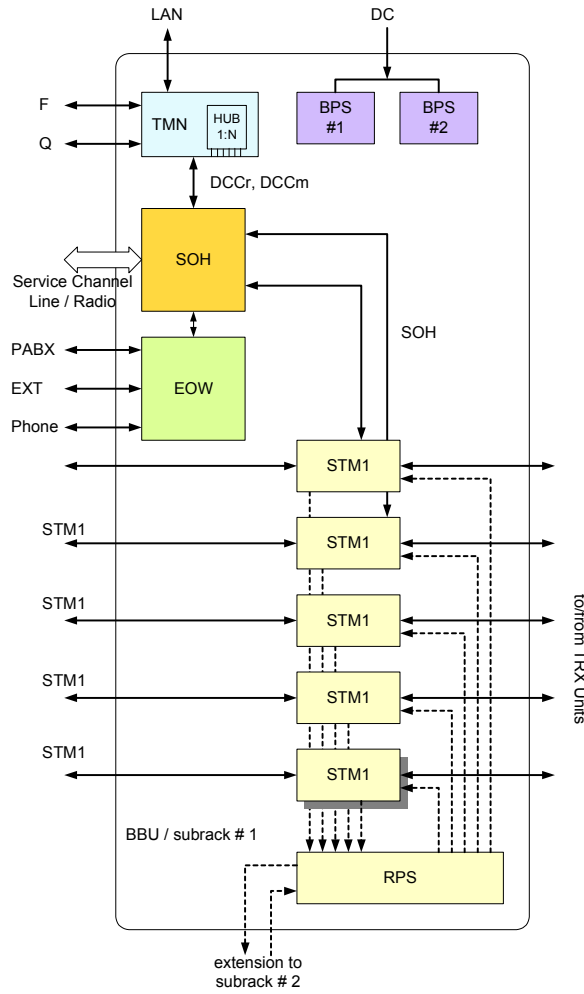 LAN
DC
F
Q
TMN
HUB
1:N
BPS
#1
BPS
#2
DCCr, DCCm
SOH
Service Channel
Line / Radio
SOH
PABX
EXT
Phone
EOW
STM1
STM1
STM1
STM1
STM1
STM1
STM1
STM1
STM1
to/from TRX Units
BBU / subrack # 1
RPS
extension to
subrack # 2